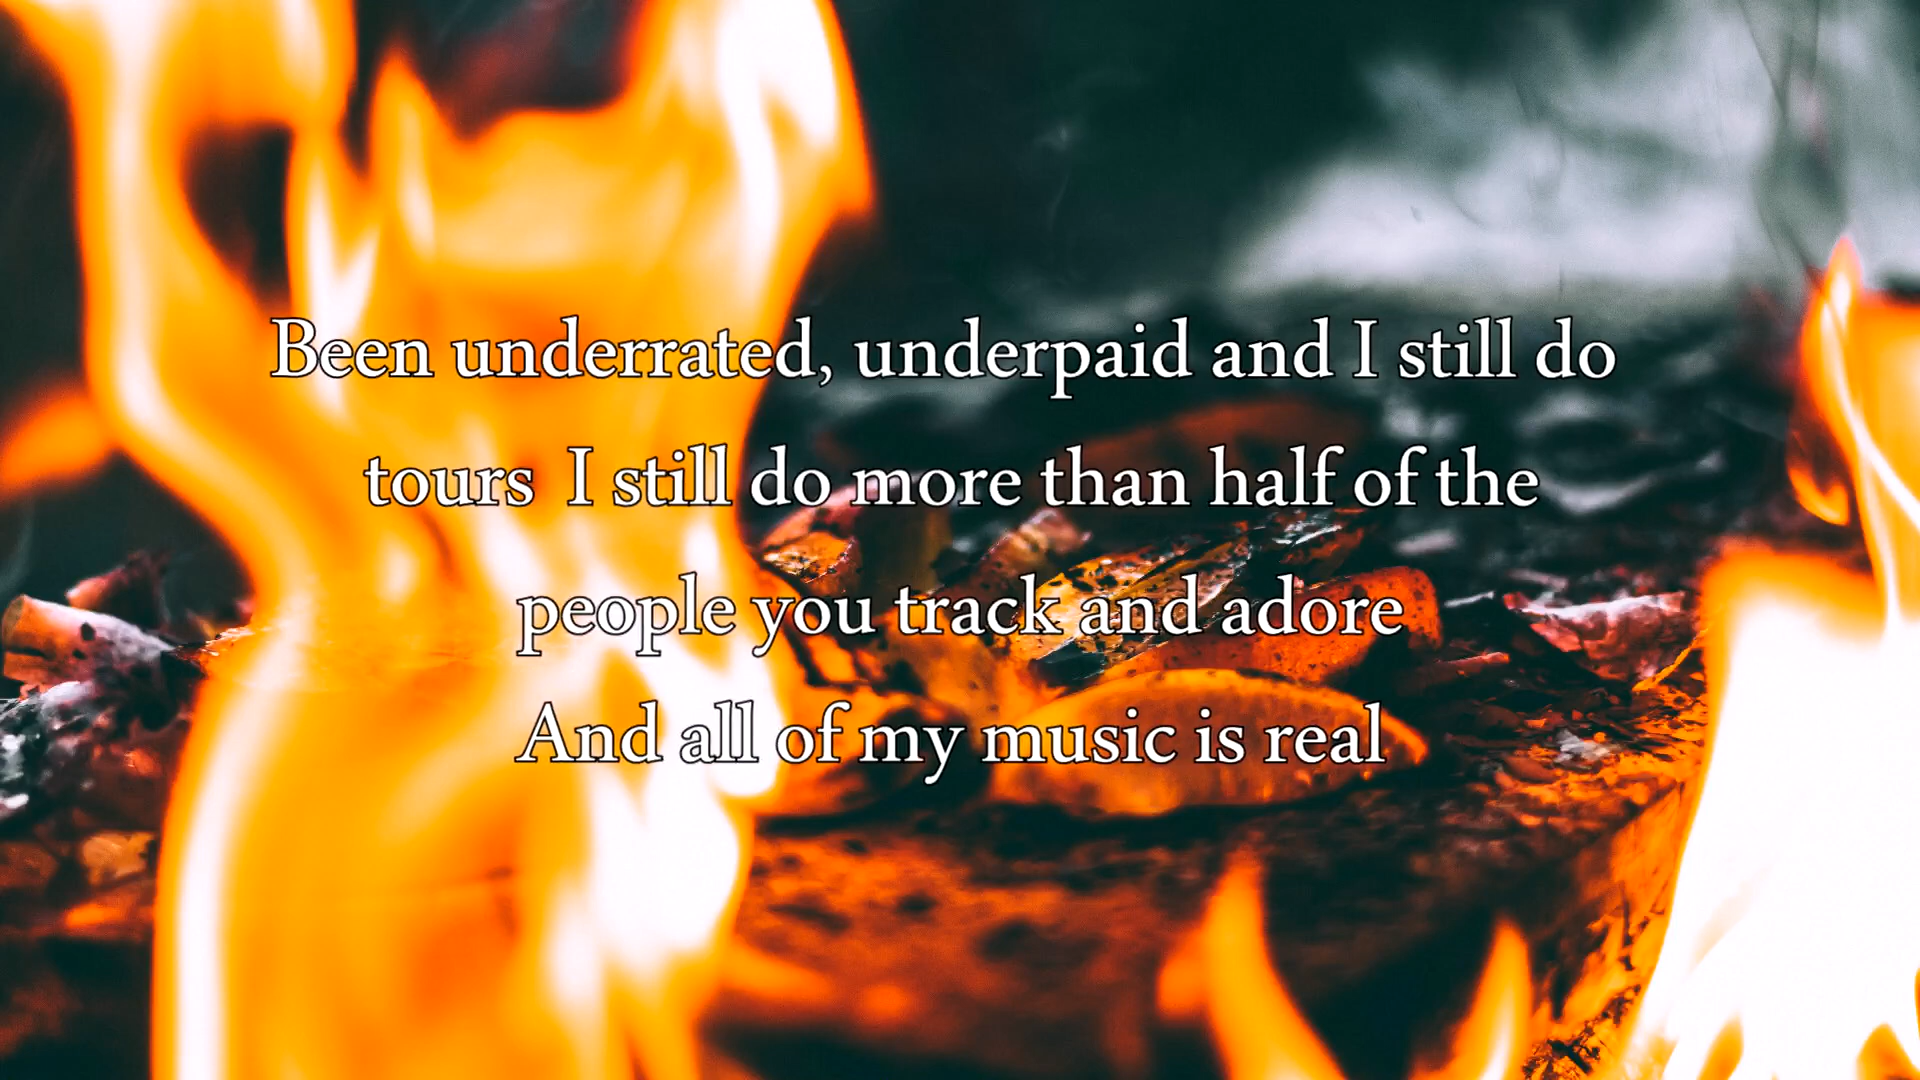 Been underrated, underpaid and I still do
tours  I still do more than half of the
people you track and adore
And all of my music is real